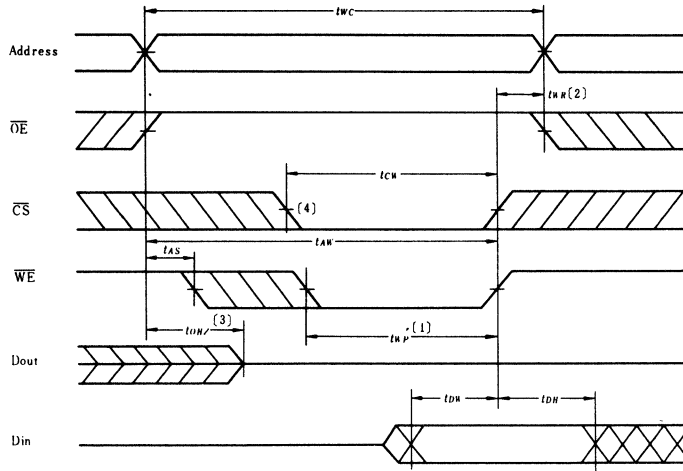 tWC
Address
tWR(2)
OE
tCW
CS
(4)
tAW
tAS
WE
tOHZ(3)
tWP(1)
Dout
tDW
tDH
Din